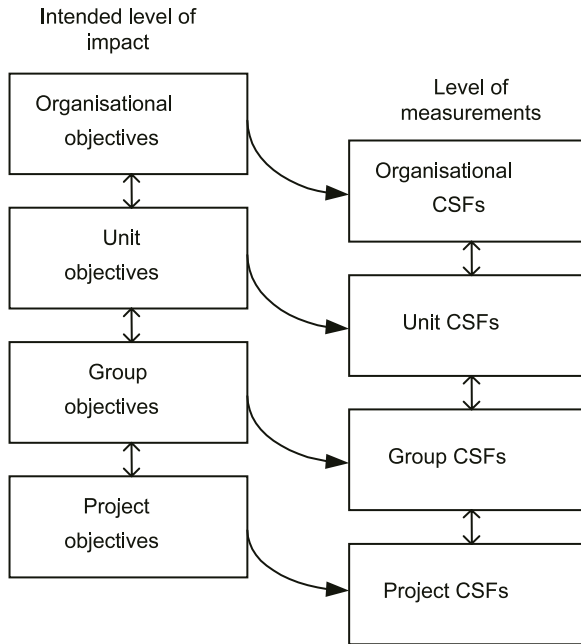 Intended level of
impact
Organisational
objectives
Unit
objectives
Group
objectives
Project
objectives
Level of
measurements
Organisational
CSFs
Unit CSFs
Group CSFs
Project CSFs